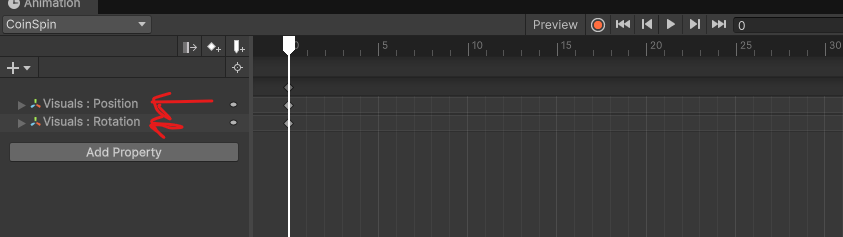 Animation
CoinSpin
Preview
0
0 5 10 15 20 25 30
Visuals : Position
Visuals : Rotation
Add Property